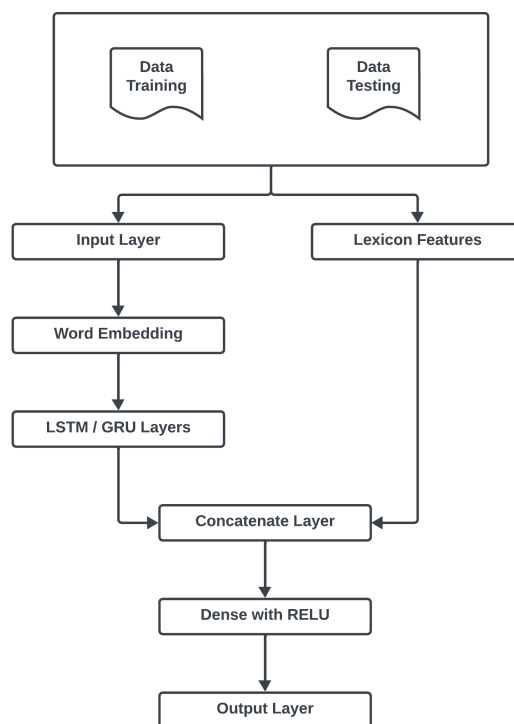 Data
Training
Data
Testing
Input Layer
Lexicon Features
Word Embedding
LSTM / GRU Layers
Concatenate Layer
Dense with RELU
Output Layer